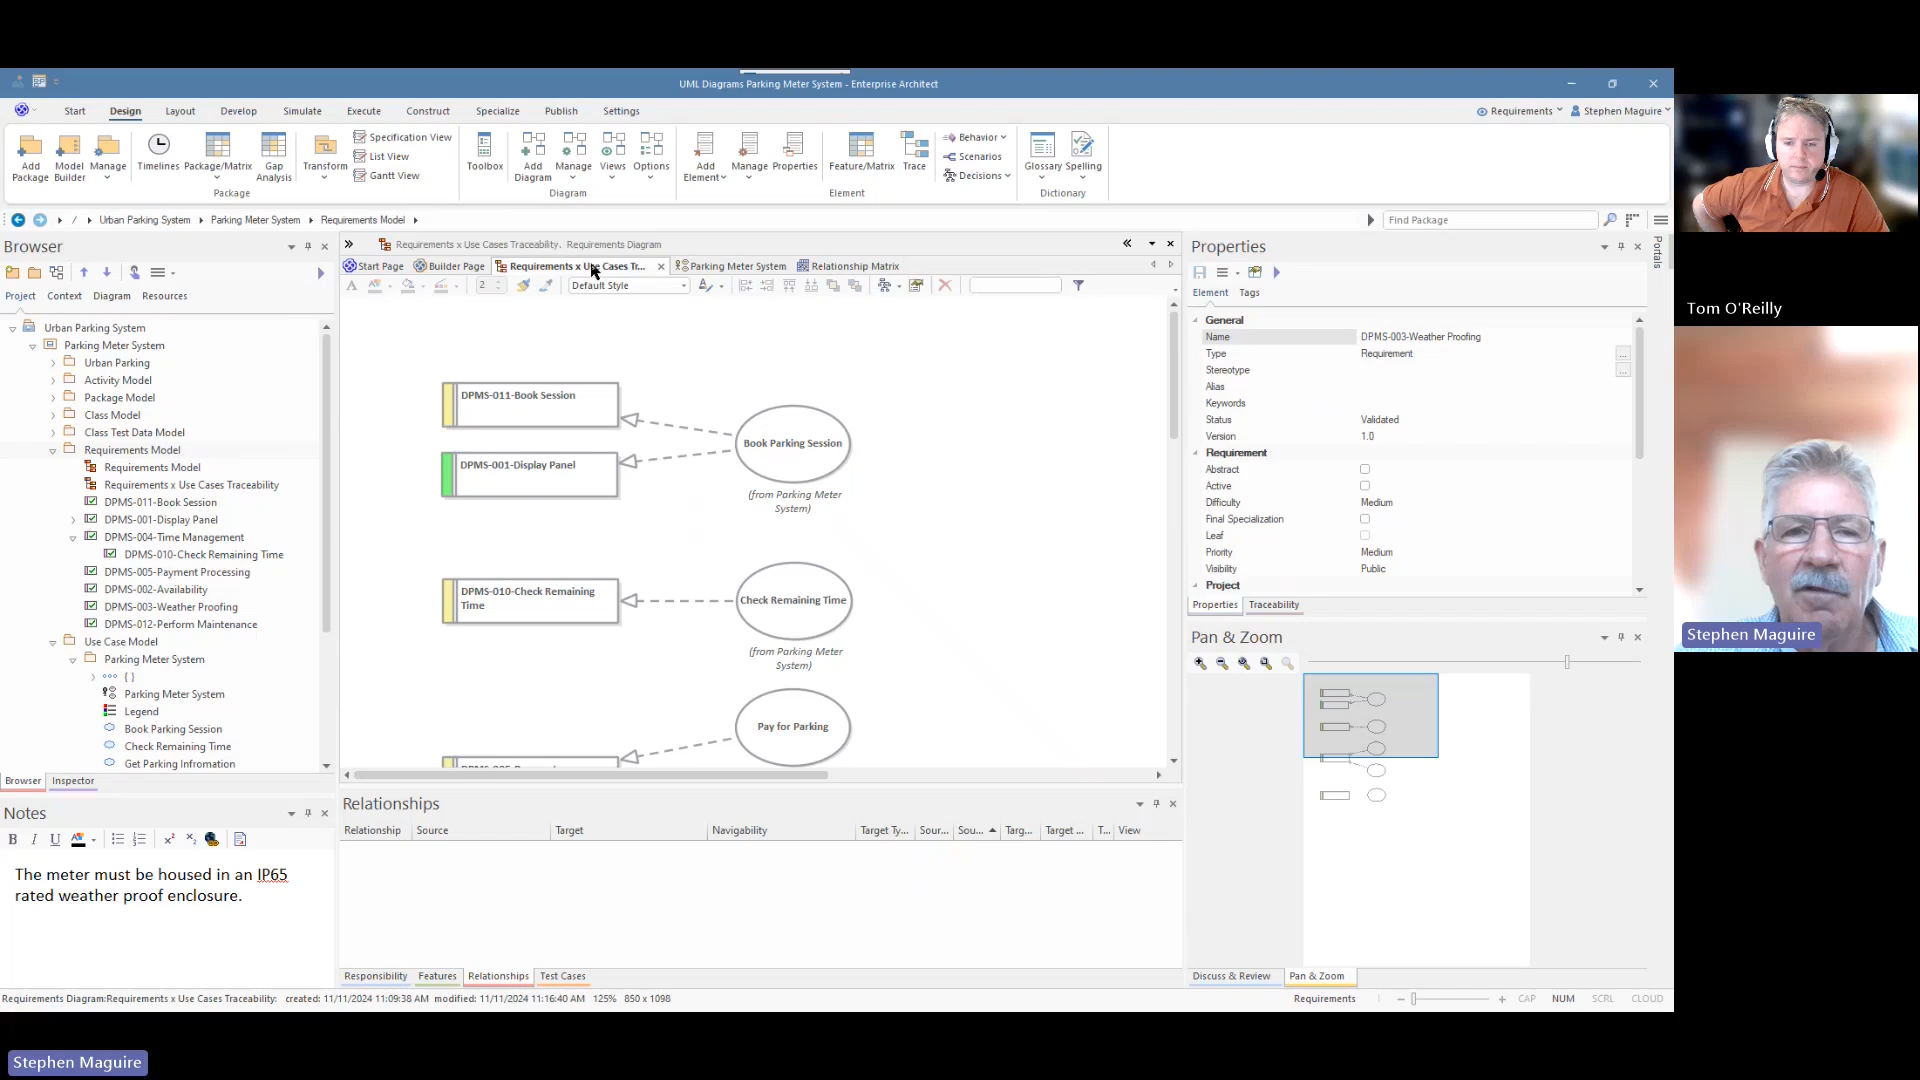 UML Diagrams Parking Meter System - Enterprise Architect
Start Design Layout Develop Simulate Execute Construct Specialize Publish Settings
Requirements Stephen Maguire
Add Package
Model Builder
Manage
Timelines
Package/Matrix
Gap Analysis
Transform
Specification View
List View
Gantt View
Package
Toolbox
Add Diagram
Manage
Views
Options
Diagram
Add Element
Manage
Properties
Feature/Matrix
Trace
Behavior
Scenarios
Decisions
Element
Glossary
Spelling
Dictionary
/ Urban Parking System Parking Meter System Requirements Model
Find Package
Portals
Browser
Project Context Diagram Resources
Urban Parking System
Parking Meter System
Urban Parking
Activity Model
Package Model
Class Model
Class Test Data Model
Requirements Model
Requirements Model
Requirements x Use Cases Traceability
DPMS-011-Book Session
DPMS-001-Display Panel
DPMS-004-Time Management
DPMS-010-Check Remaining Time
DPMS-005-Payment Processing
DPMS-002-Availability
DPMS-003-Weather Proofing
DPMS-012-Perform Maintenance
Use Case Model
Parking Meter System
{ }
Parking Meter System
Legend
Book Parking Session
Check Remaining Time
Get Parking Infromation
Browser Inspector
Notes
B I U
The meter must be housed in an IP65
rated weather proof enclosure.
Requirements x Use Cases Traceability. Requirements Diagram
Start Page Builder Page Requirements x Use Cases Tr... Parking Meter System Relationship Matrix
2 Default Style
DPMS-011-Book Session
DPMS-001-Display Panel
Book Parking Session
(from Parking Meter
System)
DPMS-010-Check Remaining
Time
Check Remaining Time
(from Parking Meter
System)
Pay for Parking
Relationships
Relationship Source Target Navigability Target Ty... Sour... Sou... Targ... Target ... T... View
Responsibility Features Relationships Test Cases
Properties
Element Tags
General
Name DPMS-003-Weather Proofing
Type Requirement
Stereotype
Alias
Keywords
Status Validated
Version 1.0
Requirement
Abstract
Active
Difficulty Medium
Final Specialization
Leaf
Priority Medium
Visibility Public
Project
Properties Traceability
Pan & Zoom
Discuss & Review Pan & Zoom
Requirements Diagram:Requirements x Use Cases Traceability: created: 11/11/2024 11:09:38 AM modified: 11/11/2024 11:16:40 AM 125% 850 x 1098
Requirements CAP NUM SCRL CLOUD
Tom O'Reilly
Stephen Maguire
Stephen Maguire